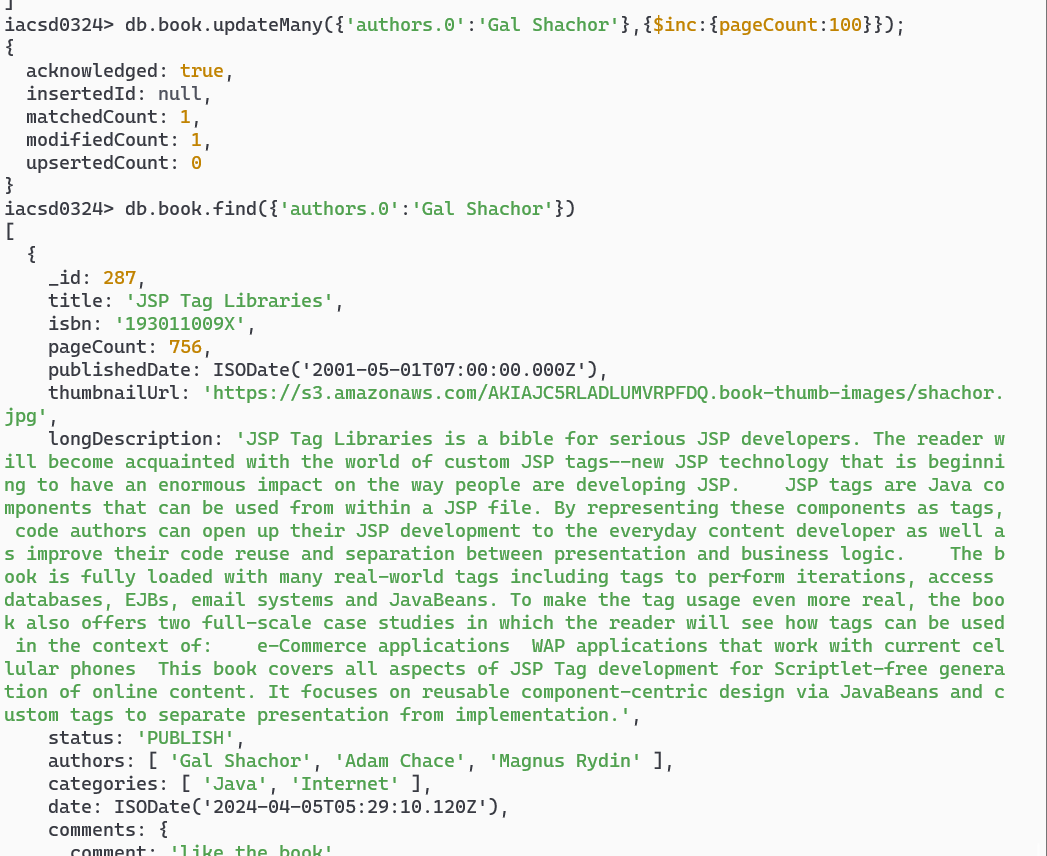 ]
iacsd0324> db.book.updateMany({'authors.0':'Gal Shachor'},{$inc:{pageCount:100}});
{
  acknowledged: true,
  insertedId: null,
  matchedCount: 1,
  modifiedCount: 1,
  upsertedCount: 0
}
iacsd0324> db.book.find({'authors.0':'Gal Shachor'})
[
  {
    _id: 287,
    title: 'JSP Tag Libraries',
    isbn: '193011009X',
    pageCount: 756,
    publishedDate: ISODate('2001-05-01T07:00:00.000Z'),
    thumbnailUrl: 'https://s3.amazonaws.com/AKIAJC5RLADLUMVRPFDQ.book-thumb-images/shachor.
jpg',
    longDescription: 'JSP Tag Libraries is a bible for serious JSP developers. The reader w
ill become acquainted with the world of custom JSP tags--new JSP technology that is beginni
ng to have an enormous impact on the way people are developing JSP.    JSP tags are Java co
mponents that can be used from within a JSP file. By representing these components as tags,
 code authors can open up their JSP development to the everyday content developer as well a
s improve their code reuse and separation between presentation and business logic.    The b
ook is fully loaded with many real-world tags including tags to perform iterations, access
databases, EJBs, email systems and JavaBeans. To make the tag usage even more real, the boo
k also offers two full-scale case studies in which the reader will see how tags can be used
 in the context of:    e-Commerce applications  WAP applications that work with current cel
lular phones  This book covers all aspects of JSP Tag development for Scriptlet-free genera
tion of online content. It focuses on reusable component-centric design via JavaBeans and c
ustom tags to separate presentation from implementation.',
    status: 'PUBLISH',
    authors: [ 'Gal Shachor', 'Adam Chace', 'Magnus Rydin' ],
    categories: [ 'Java', 'Internet' ],
    date: ISODate('2024-04-05T05:29:10.120Z'),
    comments: {
      comment: 'like the book'